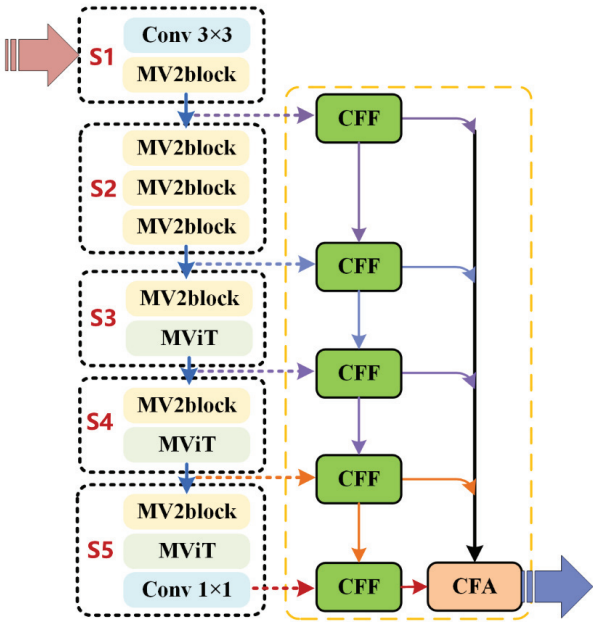 S1
Conv 3×3
MV2block
CFF
S2
MV2block
MV2block
MV2block
CFF
S3
MV2block
MViT
CFF
S4
MV2block
MViT
CFF
S5
MV2block
MViT
Conv 1×1
CFF
CFA